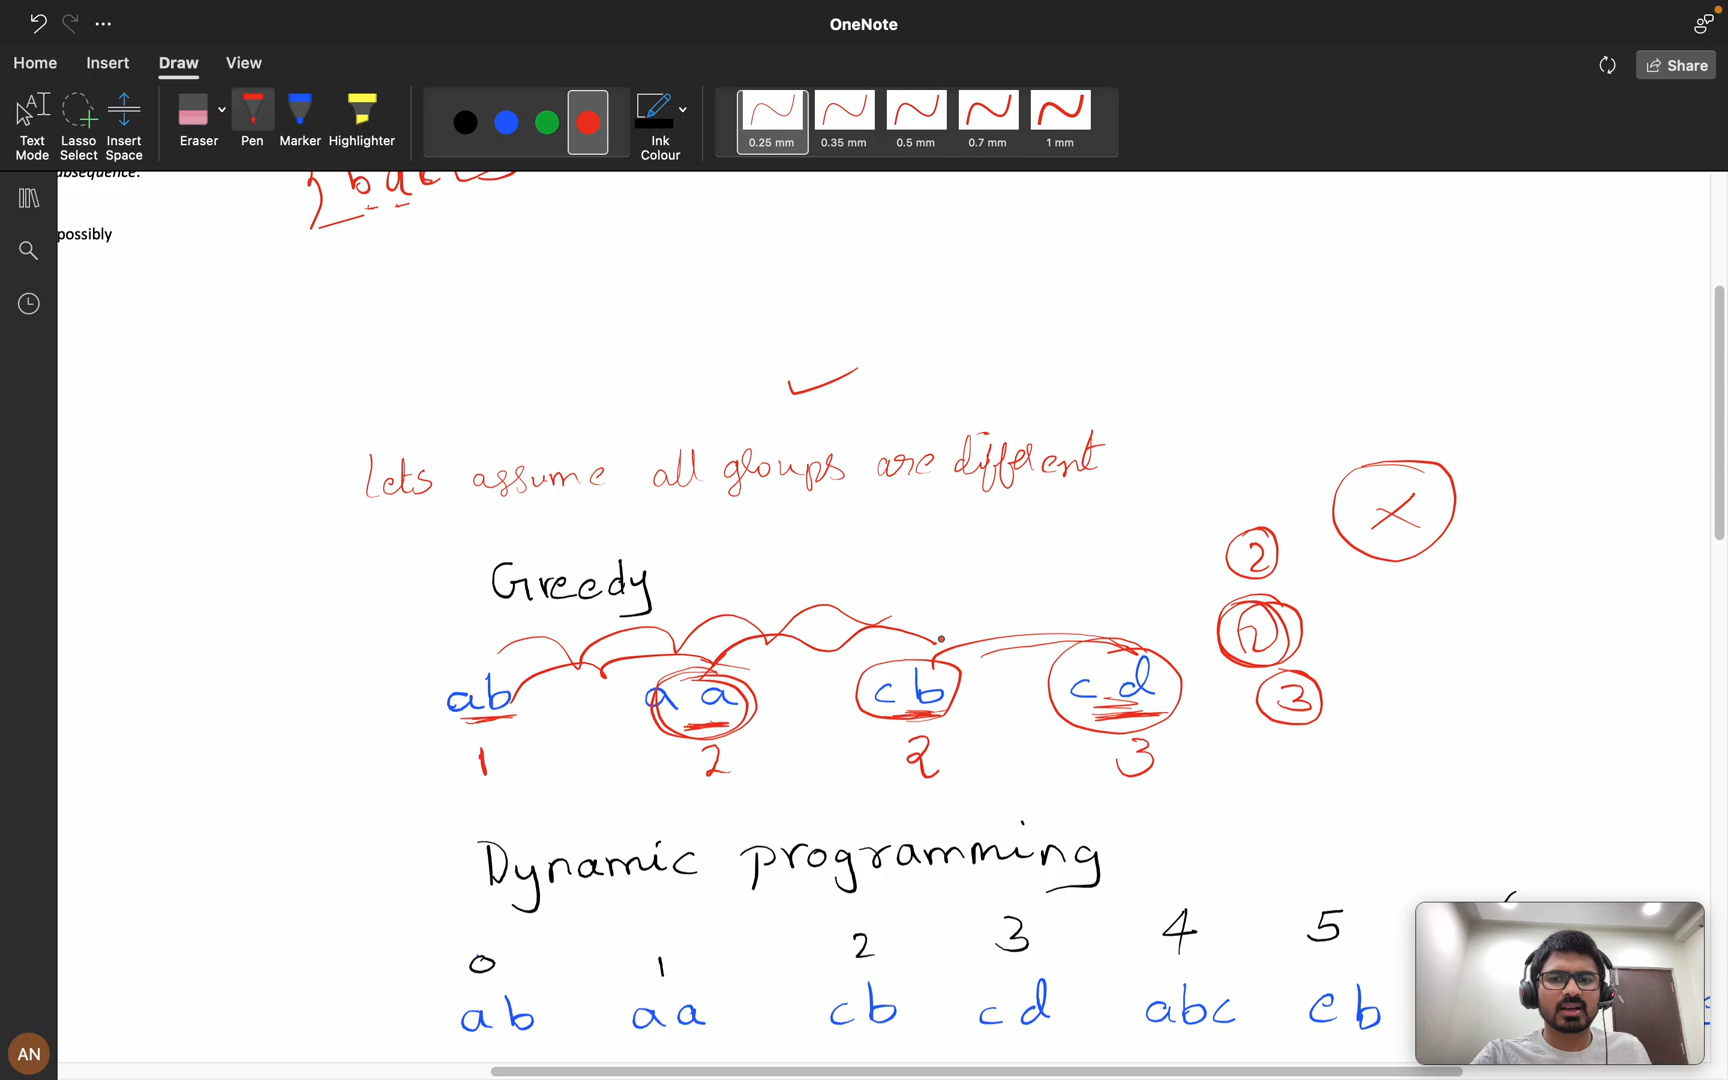 OneNote
Home Insert Draw View
Share
Text Mode
Lasso Select
Insert Space
Eraser
Pen
Marker
Highlighter
Ink Colour
0.25 mm 0.35 mm 0.5 mm 0.7 mm 1 mm
absequence.
possibly
Lets assume all gloups are different
Greedy
2
2
3
ab aa cb cd
1 2 2 3
Dynamic programming
0 1 2 3 4 5
ab aa cb cd abc cb
AN